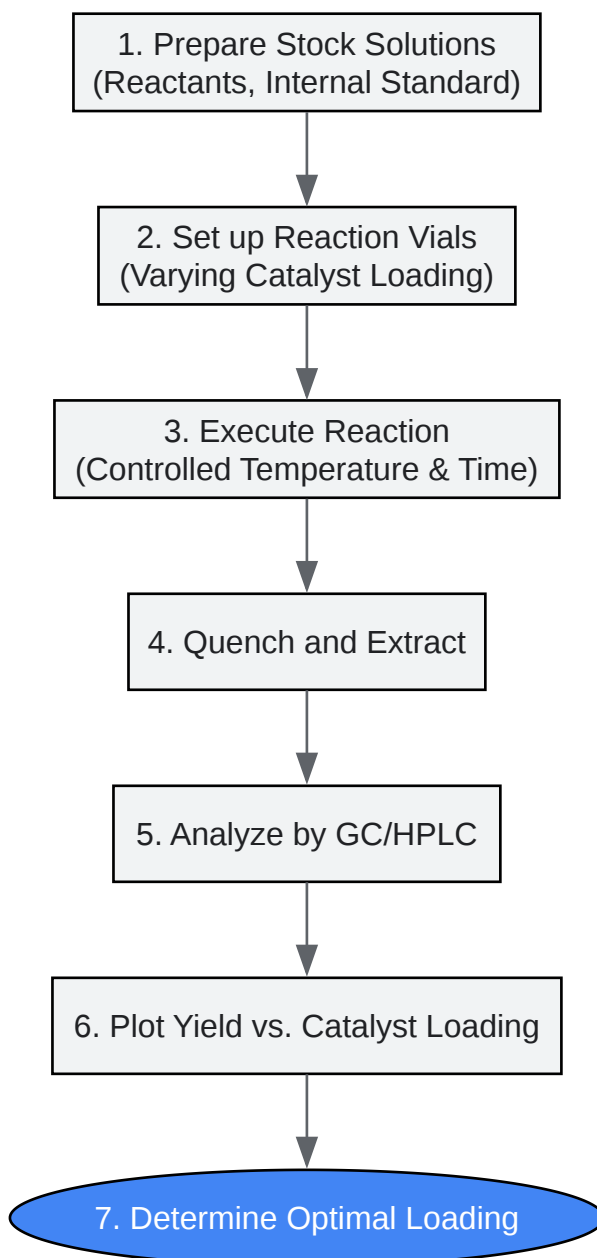 1. Prepare Stock Solutions
(Reactants, Internal Standard)
2. Set up Reaction Vials
(Varying Catalyst Loading)
3. Execute Reaction
(Controlled Temperature & Time)
4. Quench and Extract
5. Analyze by GC/HPLC
6. Plot Yield vs. Catalyst Loading
7. Determine Optimal Loading